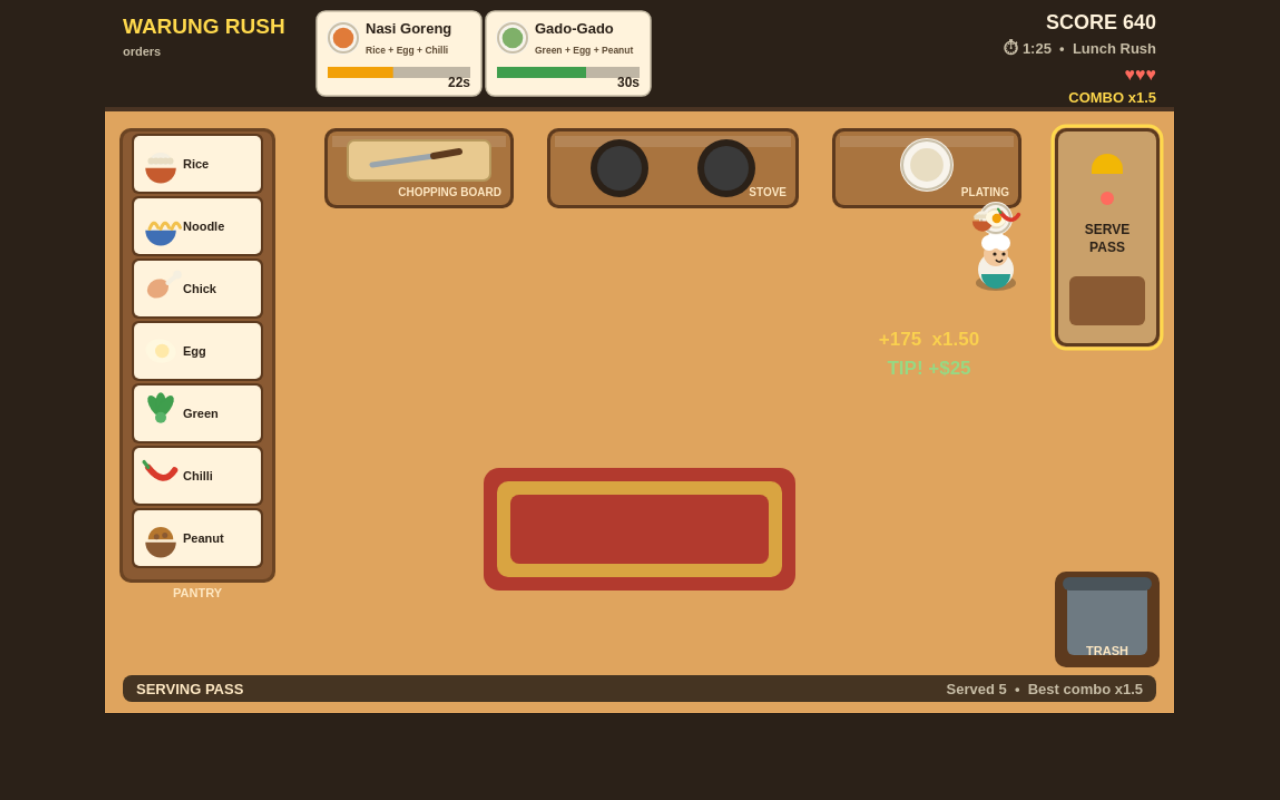 WARUNG RUSH
orders
Nasi Goreng
Rice + Egg + Chilli
22s
Gado-Gado
Green + Egg + Peanut
30s
SCORE 640
⏱ 1:25 • Lunch Rush
♥♥♥
COMBO x1.5
Rice
Noodle
Chick
Egg
Green
Chilli
Peanut
PANTRY
CHOPPING BOARD
STOVE
PLATING
SERVE
PASS
+175 x1.50
TIP! +$25
TRASH
SERVING PASS
Served 5 • Best combo x1.5